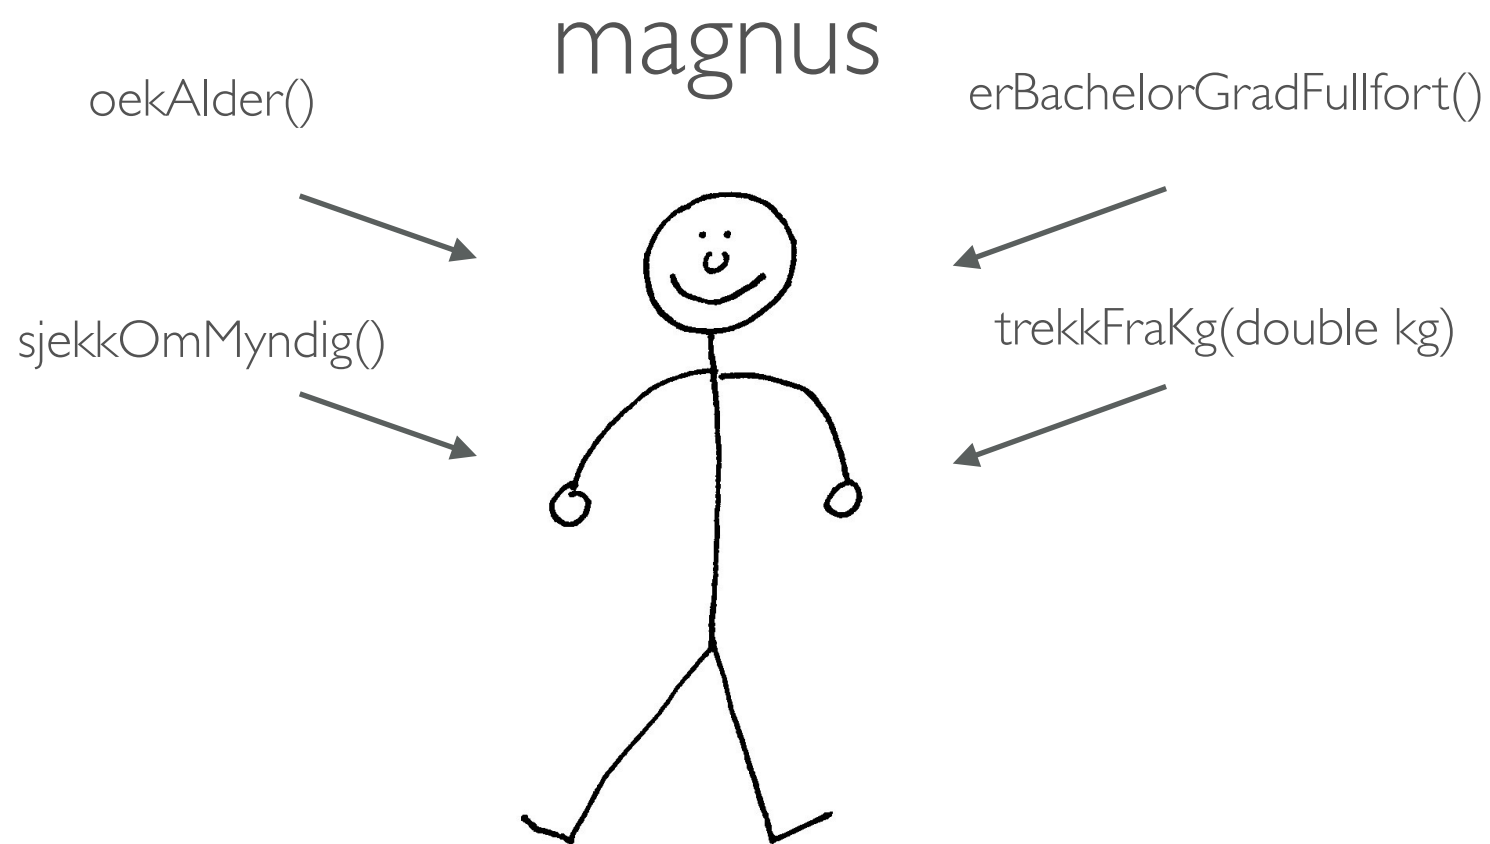 magnus
oekAlder()
erBachelorGradFullfort()
sjekkOmMyndig()
trekkFraKg(double kg)